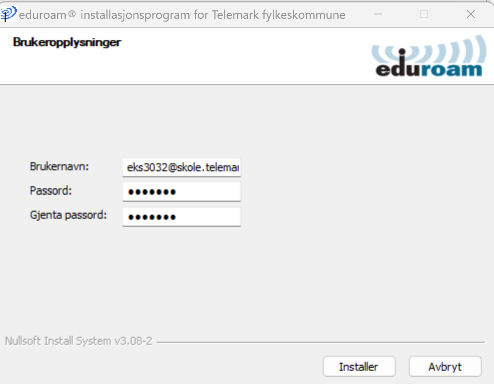 eduroam® installasjonsprogram for Telemark fylkeskommune
Brukeropplysninger
eduroam
Brukernavn: eks3032@skole.telemar
Passord: •••••••
Gjenta passord: •••••••
Nullsoft Install System v3.08-2
Installer Avbryt